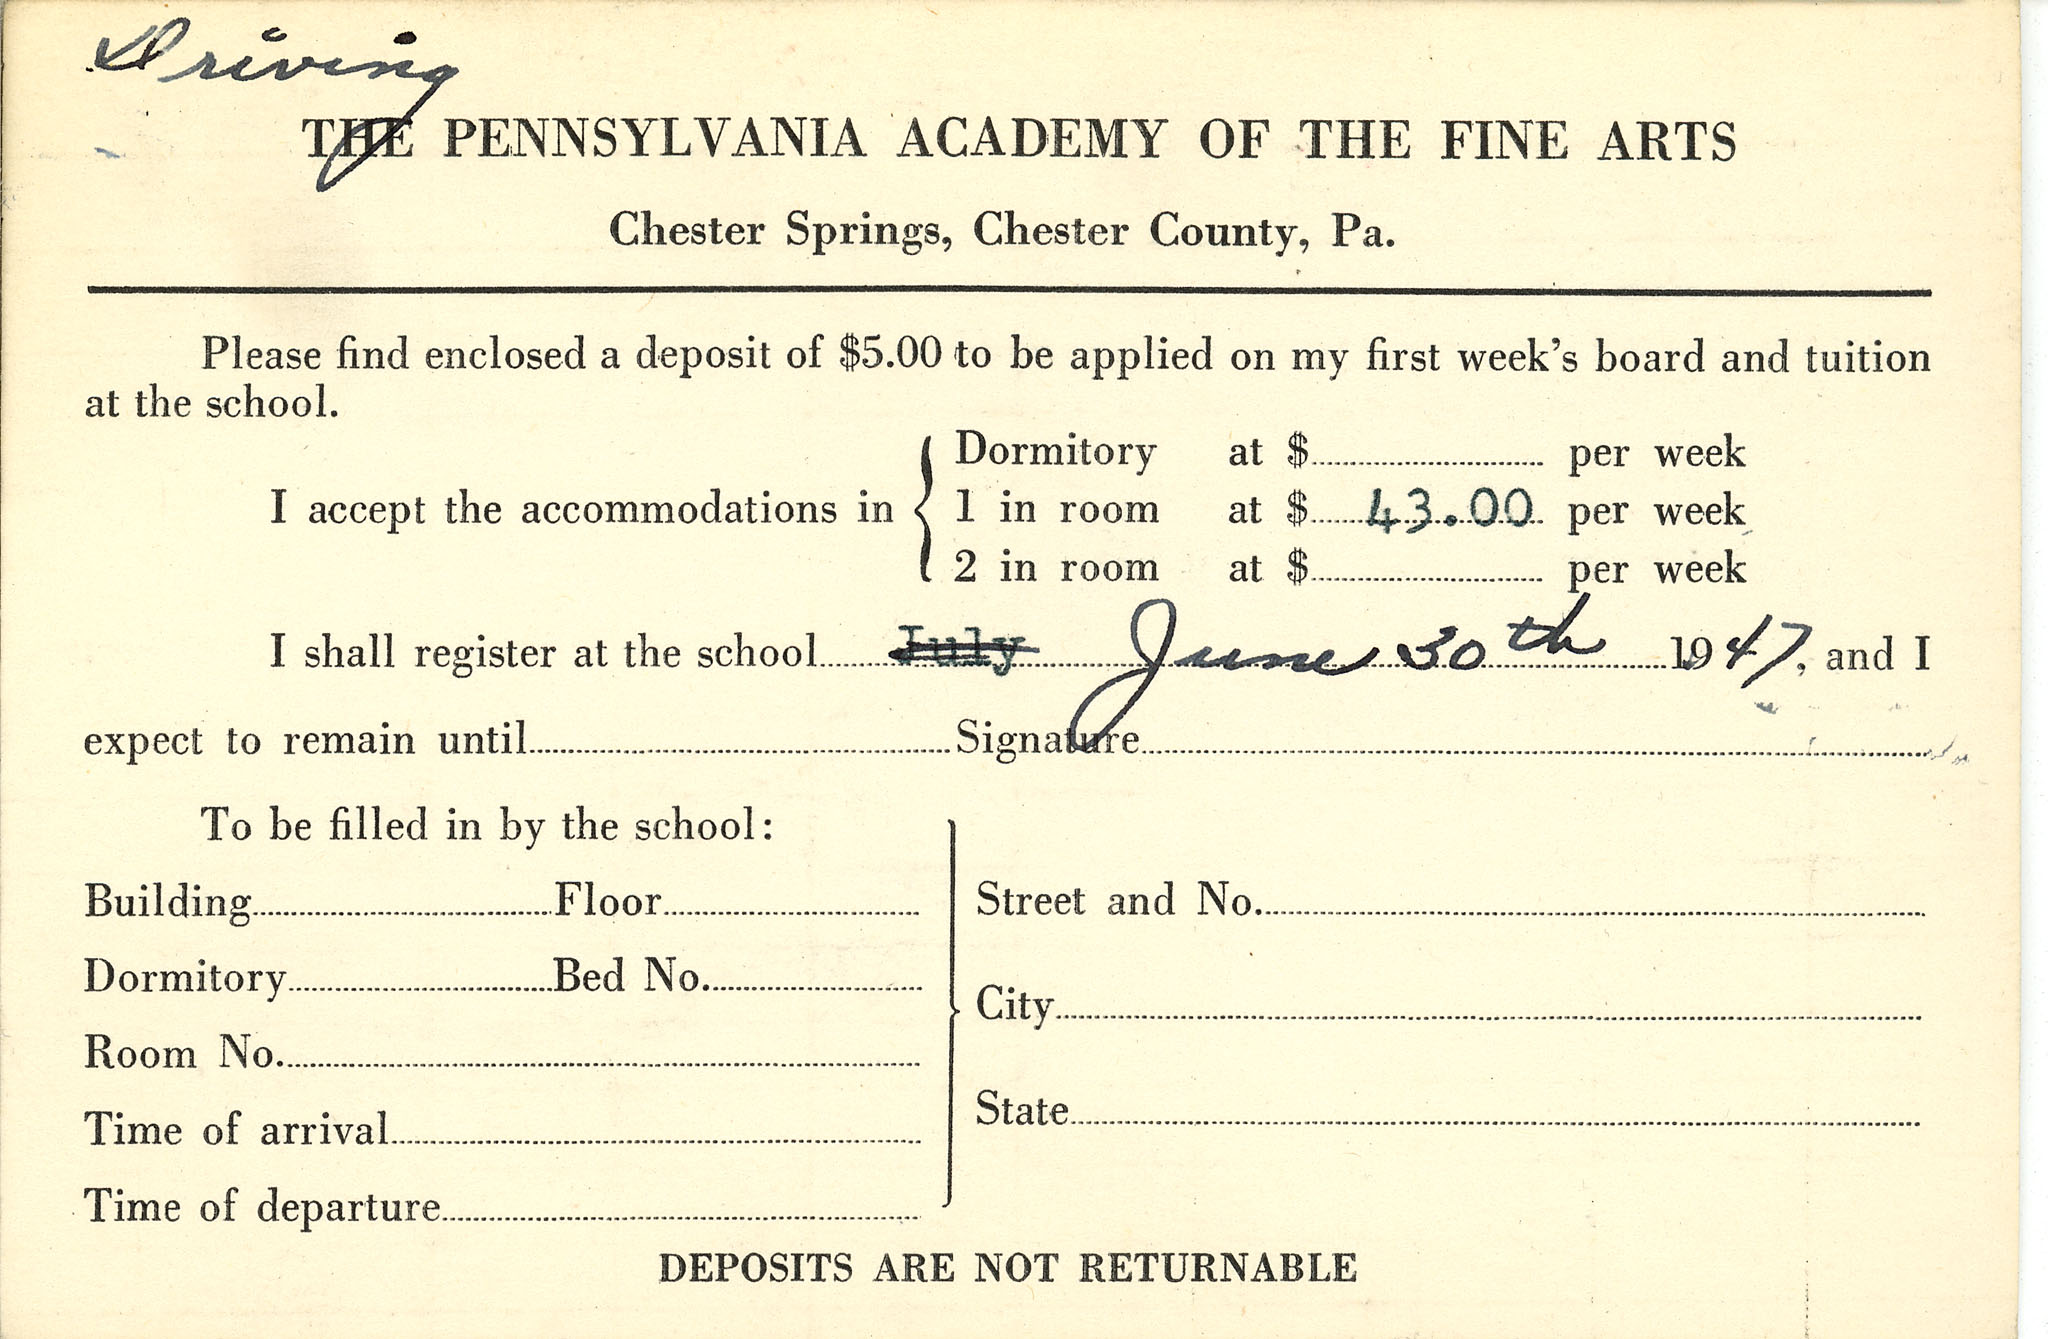 Driving
THE PENNSYLVANIA ACADEMY OF THE FINE ARTS
Chester Springs, Chester County, Pa.
Please find enclosed a deposit of $5.00 to be applied on my first week's board and tuition
at the school.
I accept the accommodations in
Dormitory at $ per week
1 in room at $ 43.00 per week
2 in room at $ per week
I shall register at the school July June 30th 1947, and I
expect to remain until Signature
To be filled in by the school:
Building Floor
Dormitory Bed No.
Room No.
Time of arrival
Time of departure
Street and No.
City
State
DEPOSITS ARE NOT RETURNABLE